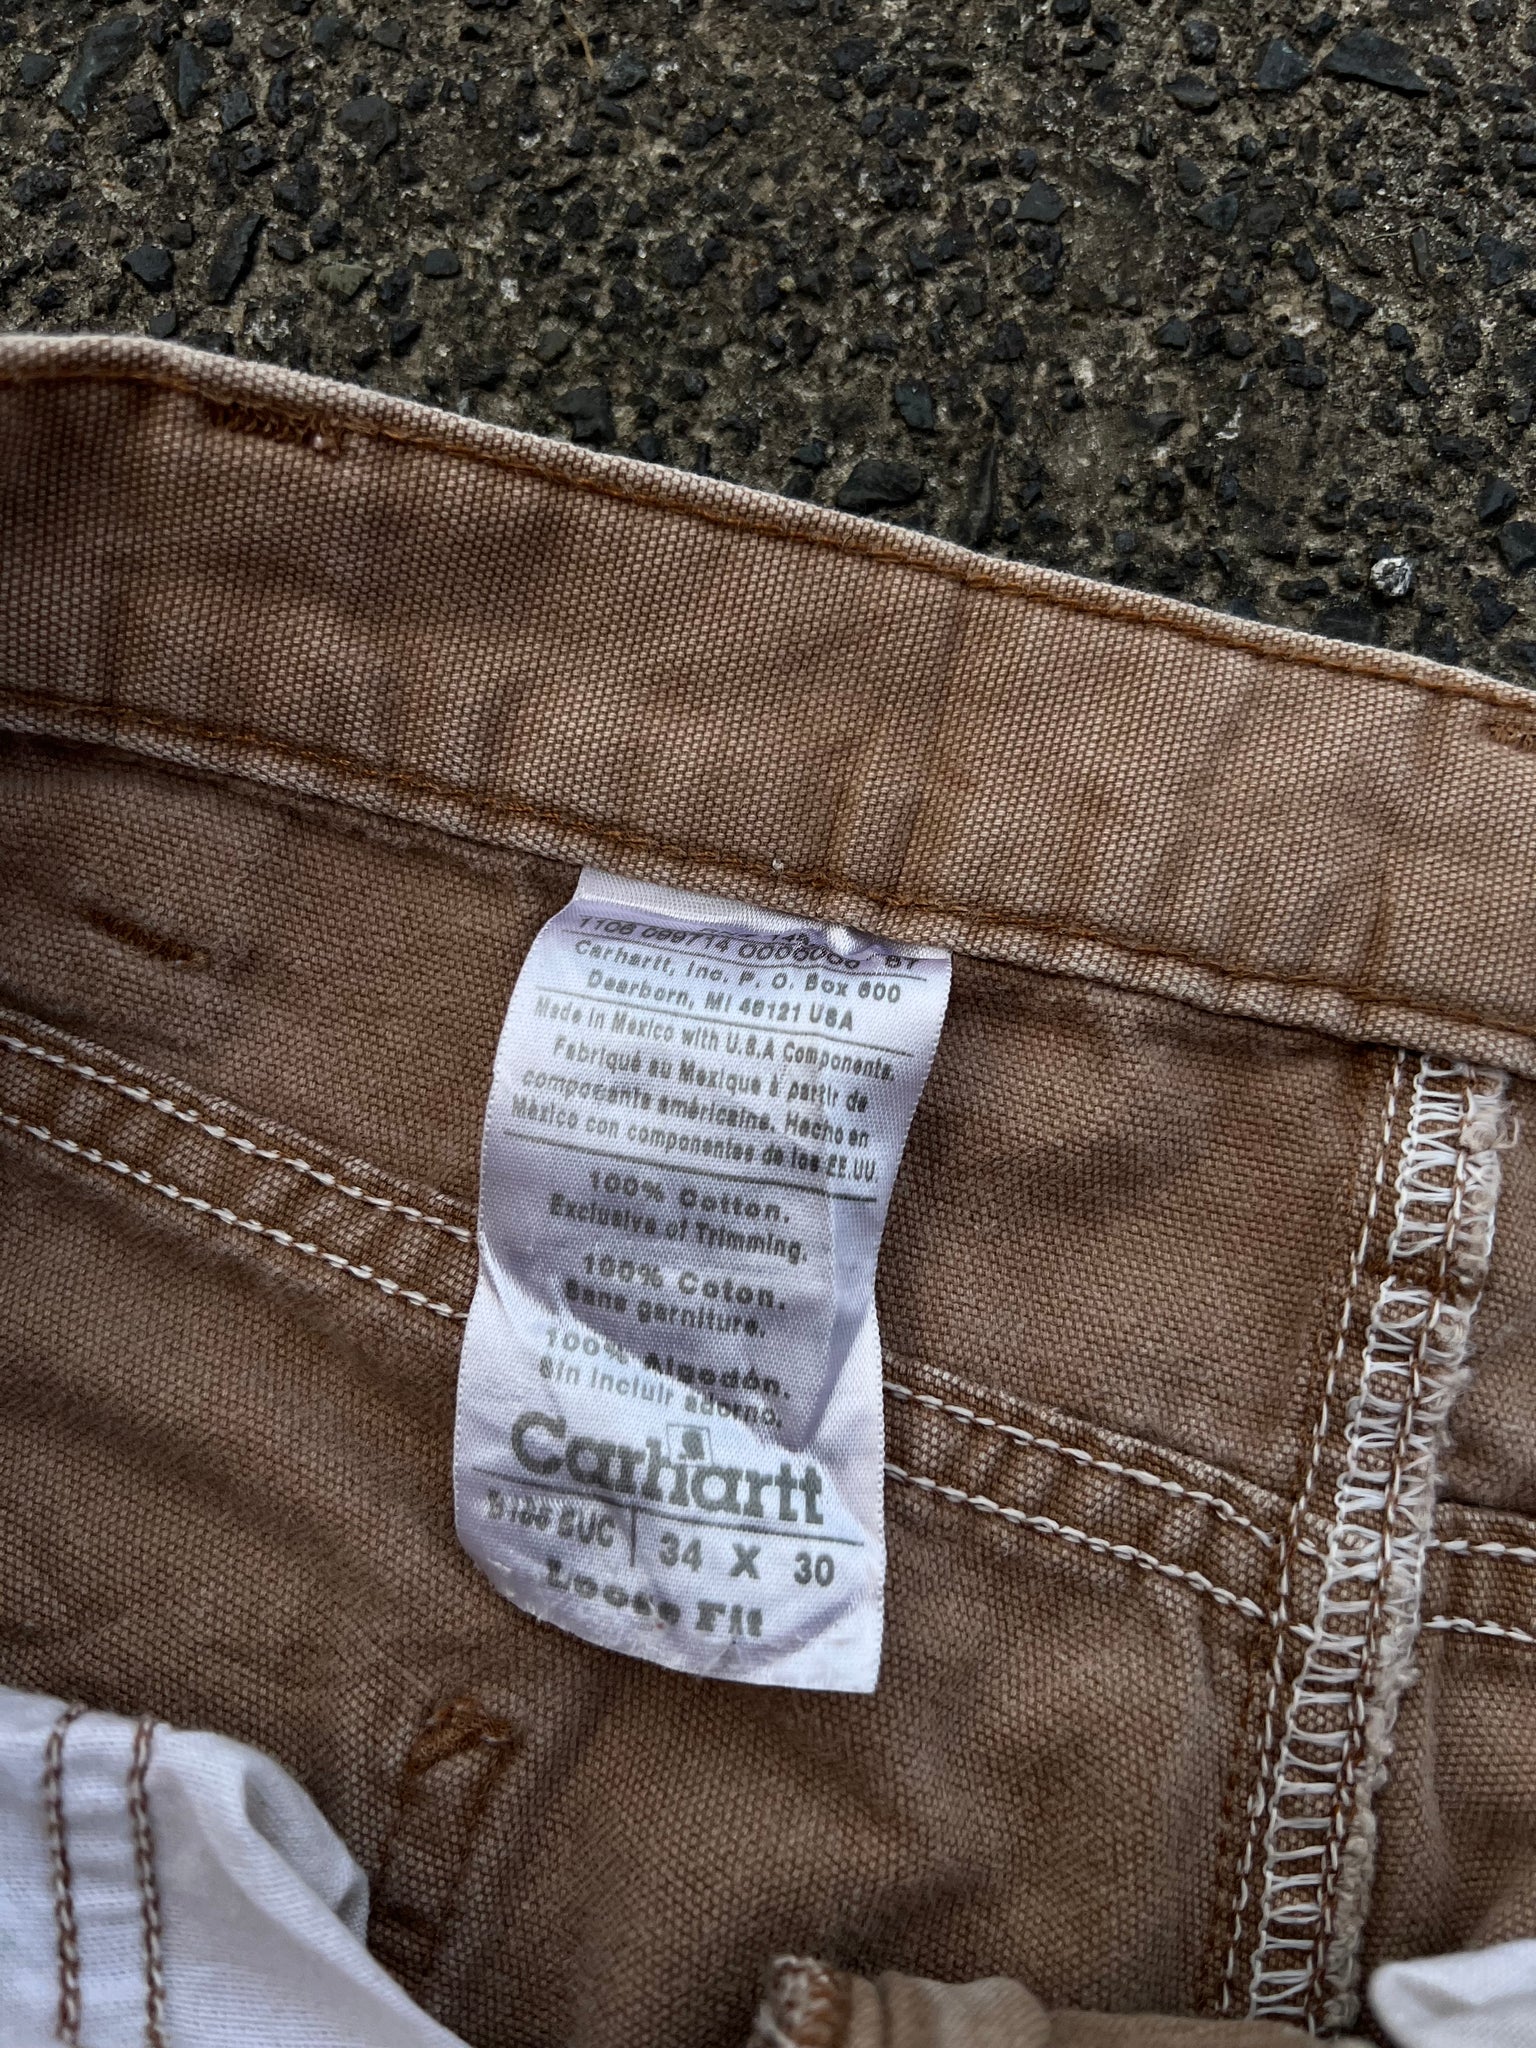 Carhartt, Inc. P. O. Box 600
Dearborn, MI 48121 USA
Made in Mexico with U.S.A Components.
Fabriqué au Mexique à partir de
composants américaine. Hecho en
México con componentes de los EE.UU.
100% Cotton.
Exclusive of Trimming.
100% Coton.
Sans garniture.
100% Algodón.
Sin incluir adorno.
Carhartt
34 X 30
Loose Fit